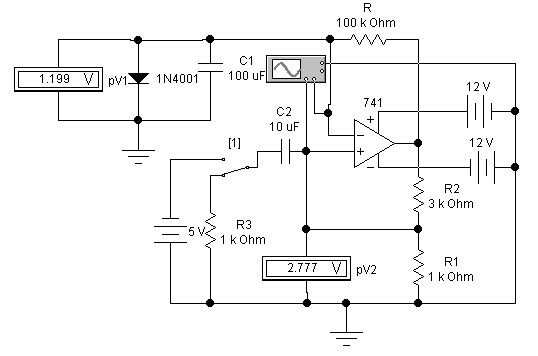 R
100 k Ohm
C1
100 uF
1.199 V
pV1
1N4001
12 V
741
+
C2
10 uF
−
+
12 V
[1]
−
R2
3 k Ohm
5 V
R3
1 k Ohm
2.777 V
pV2
R1
1 k Ohm